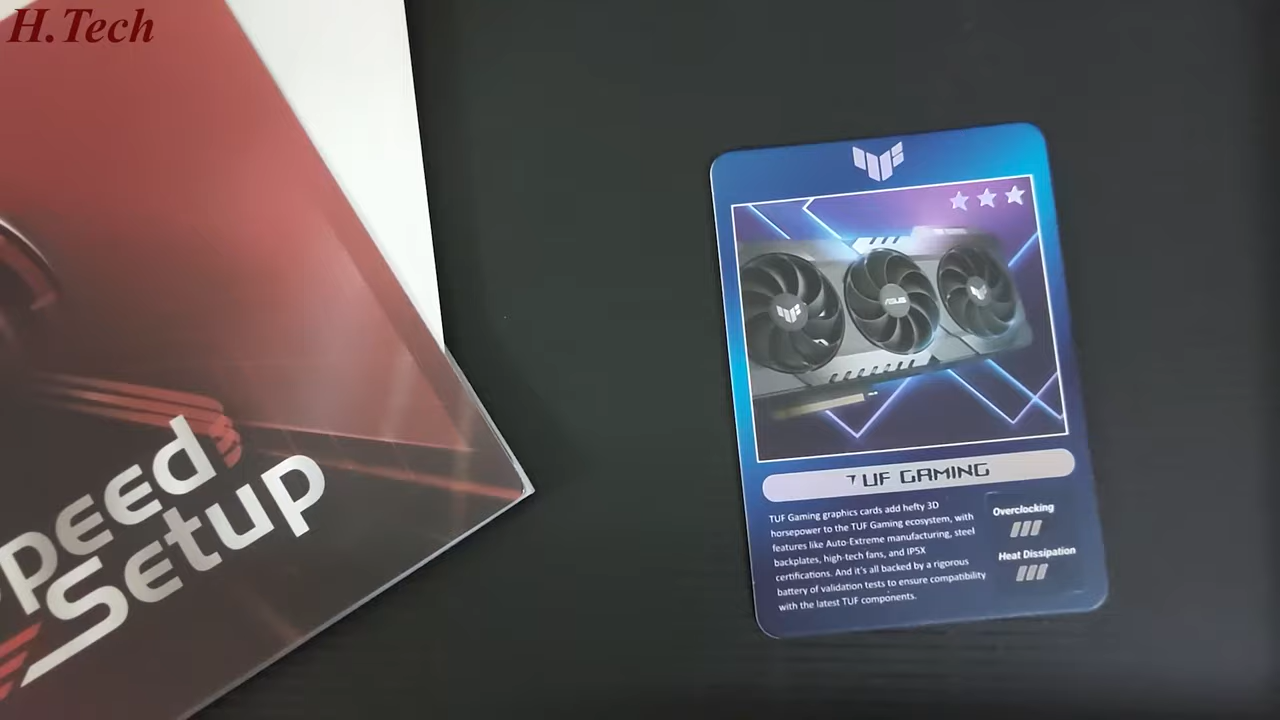 H.Tech
peed
Setup
ASUS
TUF GAMING
TUF Gaming graphics cards add hefty 3D
horsepower to the TUF Gaming ecosystem, with
features like Auto-Extreme manufacturing, steel
backplates, high-tech fans, and IP5X
certifications. And it's all backed by a rigorous
battery of validation tests to ensure compatibility
with the latest TUF components.
Overclocking
Heat Dissipation